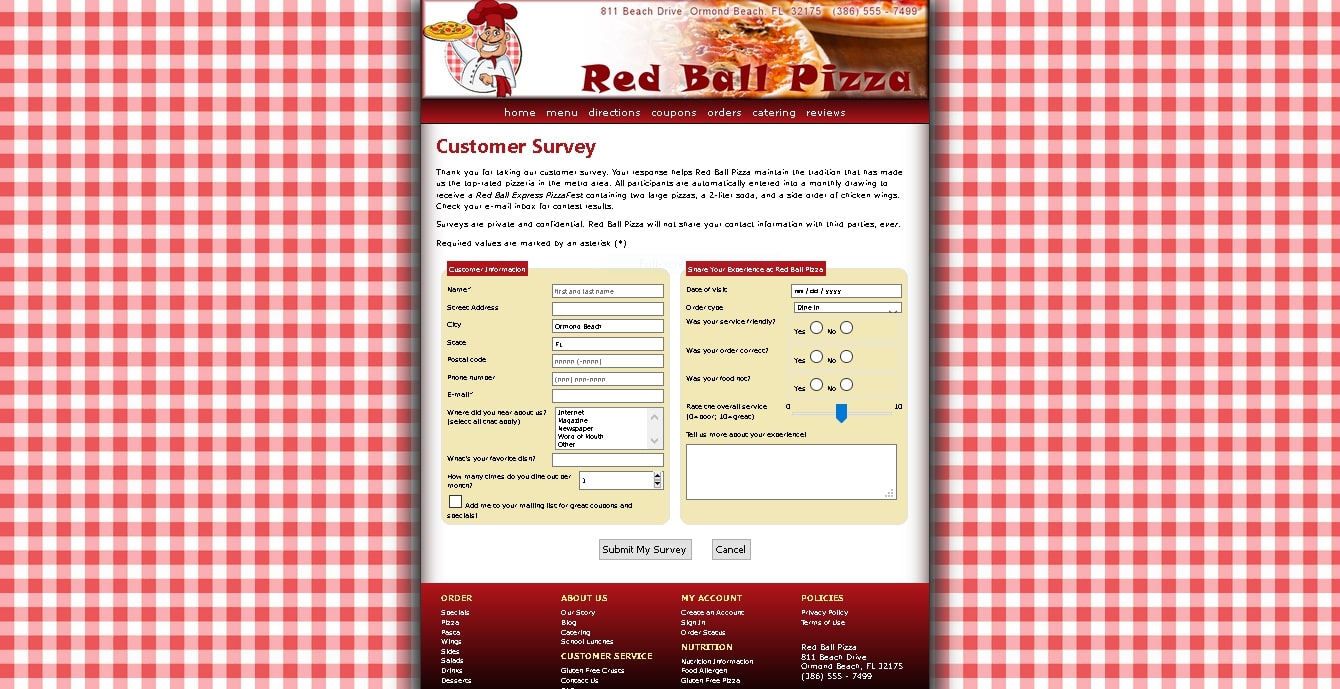 811 Beach Drive Ormond Beach, FL 32175 (386) 555 - 7499
Red Ball Pizza
home menu directions coupons orders catering reviews
Customer Survey
Thank you for taking our customer survey. Your response helps Red Ball Pizza maintain the tradition that has made
us the top-rated pizzeria in the metro area. All participants are automatically entered into a monthly drawing to
receive a Red Ball Express PizzaFest containing two large pizzas, a 2-liter soda, and a side order of chicken wings.
Check your e-mail inbox for contest results.
Surveys are private and confidential. Red Ball Pizza will not share your contact information with third parties, ever.
Required values are marked by an asterisk (*)
Customer Information
Name* first and last name
Street Address
City Ormond Beach
State FL
Postal code nnnnn (-nnnn)
Phone number (nnn) nnn-nnnn
E-mail*
Where did you hear about us?
(select all that apply)
Internet
Magazine
Newspaper
Word of Mouth
Other
What's your favorite dish?
How many times do you dine out per
month?
Add me to your mailing list for great coupons and
specials!
Share Your Experience at Red Ball Pizza
Date of visit mm / dd / yyyy
Order type Dine in
Was your service friendly? Yes No
Was your order correct? Yes No
Was your food hot? Yes No
Rate the overall service
(0=poor; 10=great)
0 10
Tell us more about your experience!
Submit My Survey Cancel
ORDER
Specials
Pizza
Pasta
Wings
Sides
Salads
Drinks
Desserts
ABOUT US
Our Story
Blog
Catering
School Lunches
CUSTOMER SERVICE
Gluten Free Crusts
Contact Us
MY ACCOUNT
Create an Account
Sign In
Order Status
NUTRITION
Nutrition Information
Food Allergen
Gluten Free Pizza
POLICIES
Privacy Policy
Terms of Use
Red Ball Pizza
811 Beach Drive
Ormond Beach, FL 32175
(386) 555 - 7499